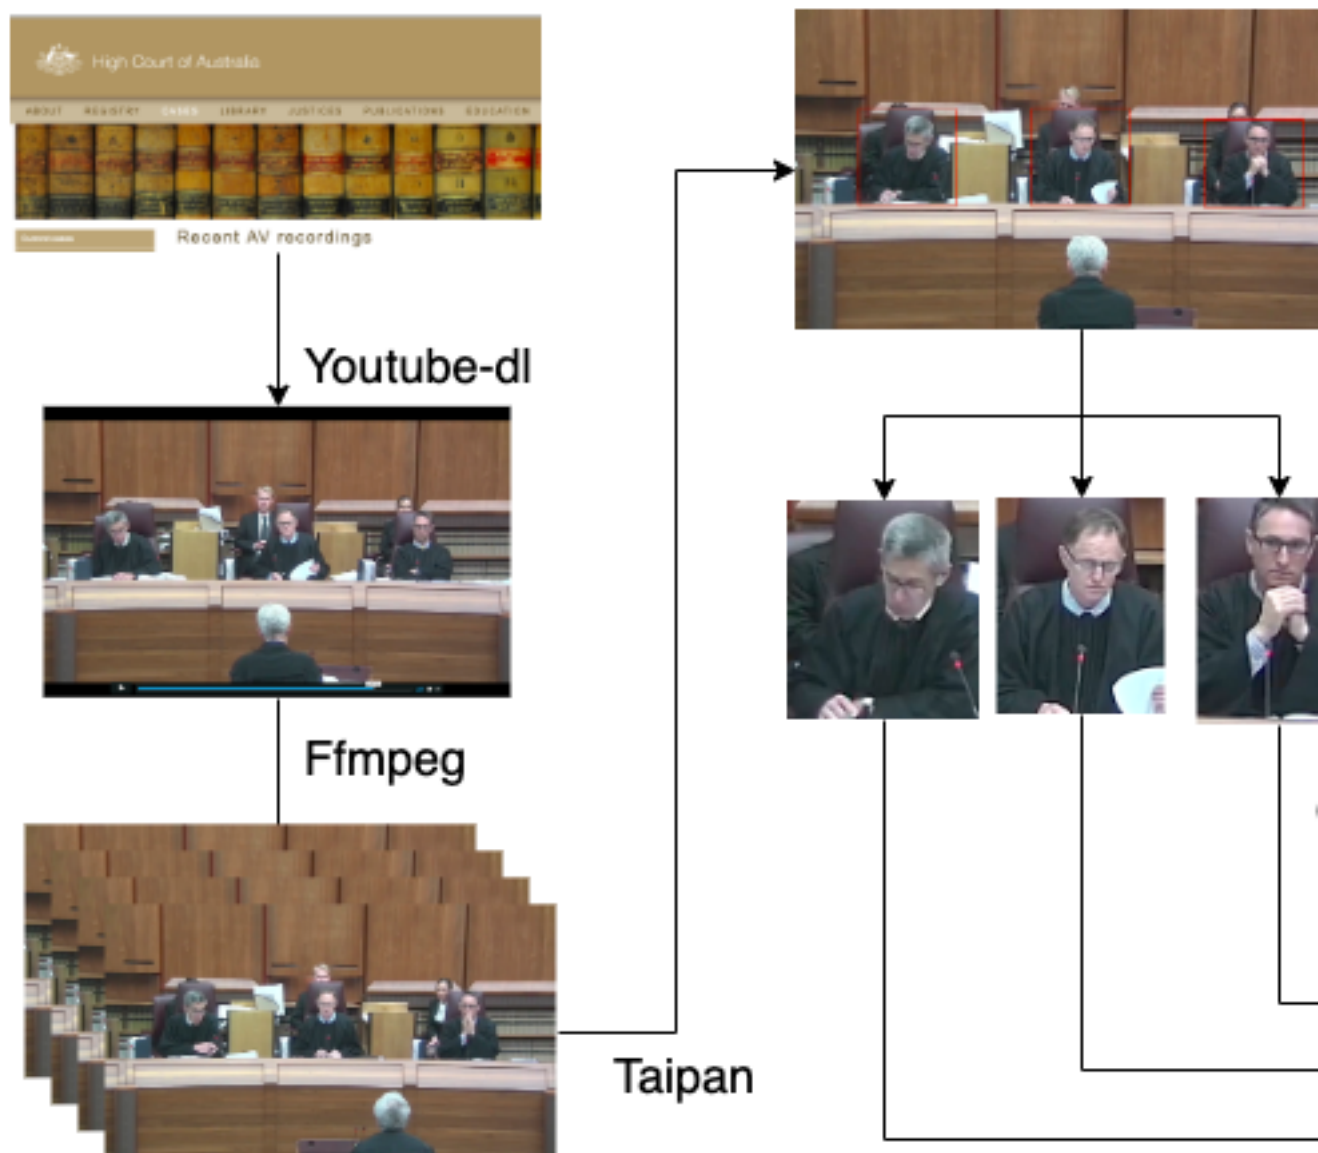 High Court of Australia
ABOUT REGISTRY CASES LIBRARY JUSTICES PUBLICATIONS EDUCATION
Recent AV recordings
Youtube-dl
Ffmpeg
Taipan